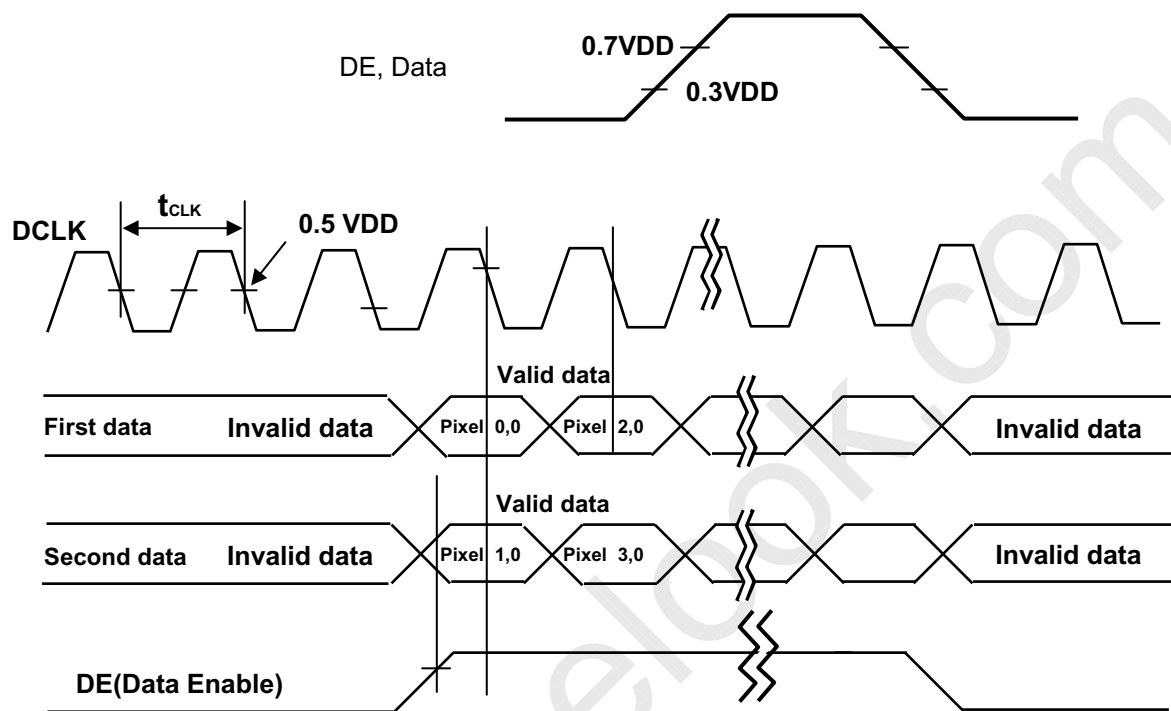 0.7VDD
DE, Data
0.3VDD
tCLK
0.5 VDD
DCLK
Valid data
First data Invalid data Pixel 0,0 Pixel 2,0 Invalid data
Valid data
Second data Invalid data Pixel 1,0 Pixel 3,0 Invalid data
DE(Data Enable)
elook.com